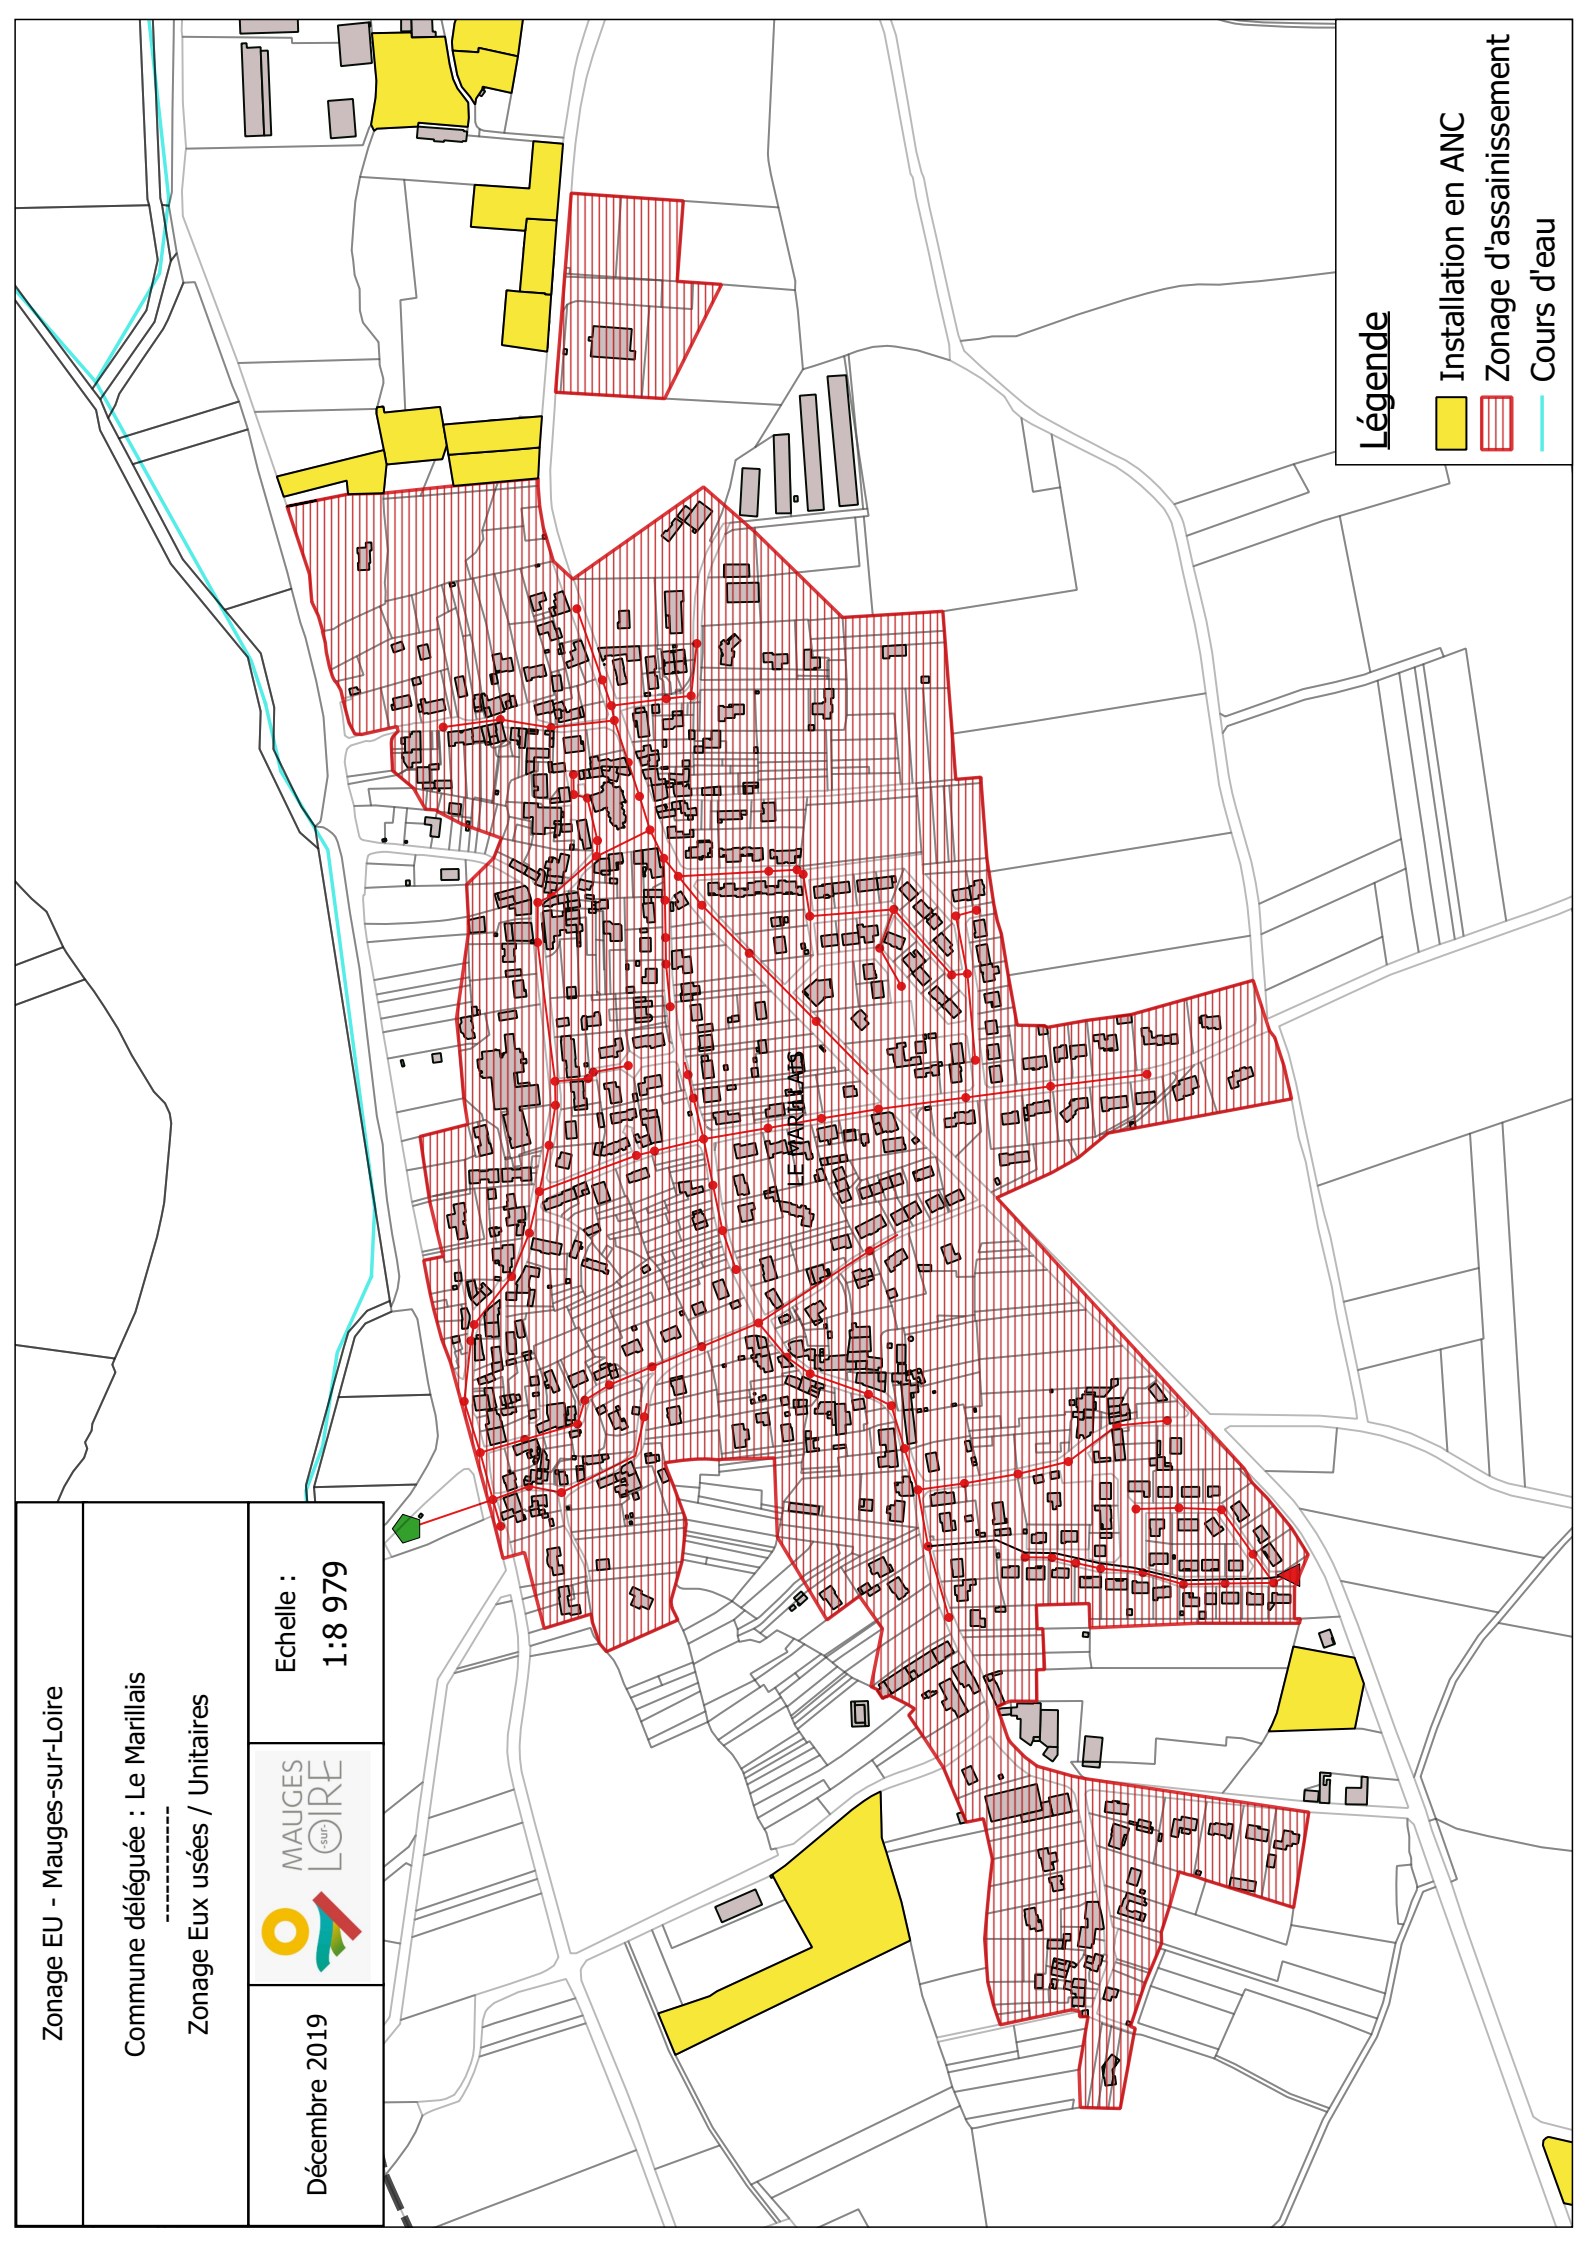 Zonage EU - Mauges-sur-Loire
Commune déléguée : Le Marillais
------------
Zonage Eux usées / Unitaires
Décembre 2019
MAUGES
-sur-
LOIRE
Echelle :
1:8 979
LE MARILLAIS
Légende
Installation en ANC
Zonage d'assainissement
Cours d'eau